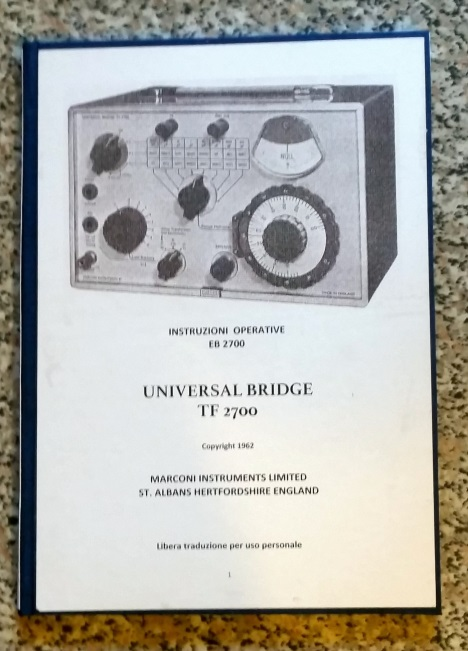 INSTRUZIONI OPERATIVE
EB 2700
UNIVERSAL BRIDGE
TF 2700
Copyright 1962
MARCONI INSTRUMENTS LIMITED
ST. ALBANS HERTFORDSHIRE ENGLAND
Libera traduzione per uso personale
1